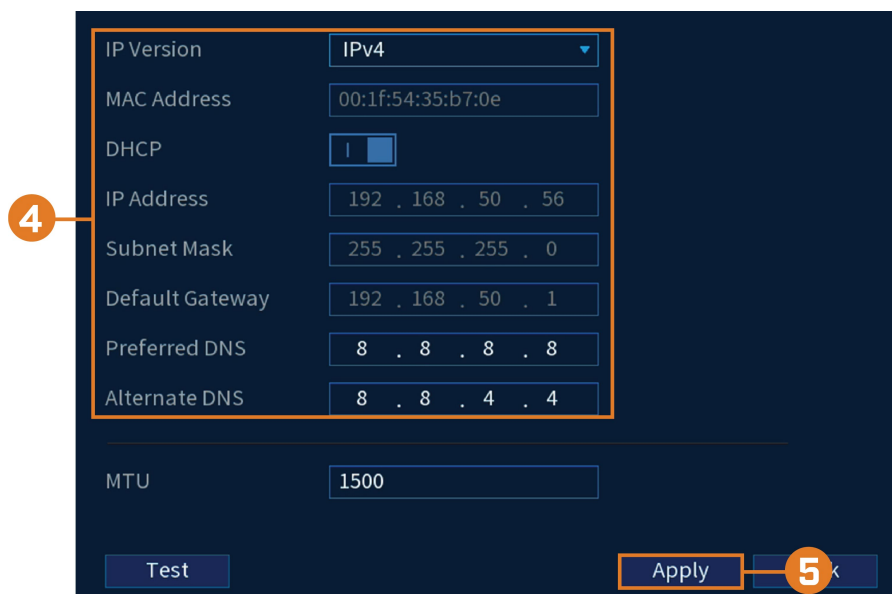 IP Version IPv4
MAC Address 00:1f:54:35:b7:0e
DHCP
IP Address 192 . 168 . 50 . 56
4
Subnet Mask 255 . 255 . 255 . 0
Default Gateway 192 . 168 . 50 . 1
Preferred DNS 8 . 8 . 8 . 8
Alternate DNS 8 . 8 . 4 . 4
MTU 1500
Test Apply 5